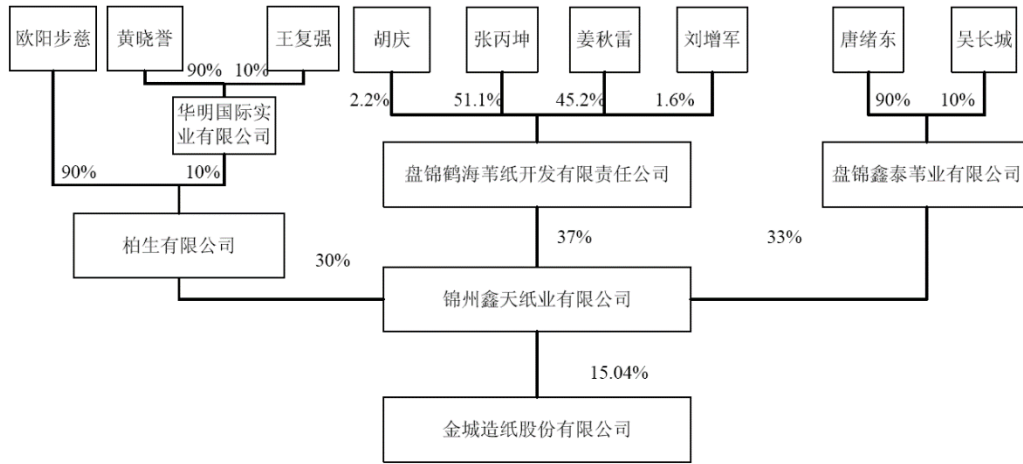 欧阳步慈
黄晓誉
王复强
胡庆
张丙坤
姜秋雷
刘增军
唐绪东
吴长城
90%
10%
2.2%
51.1%
45.2%
1.6%
90%
10%
华明国际实
业有限公司
90%
10%
盘锦鹤海苇纸开发有限责任公司
盘锦鑫泰苇业有限公司
柏生有限公司
30%
37%
33%
锦州鑫天纸业有限公司
15.04%
金城造纸股份有限公司